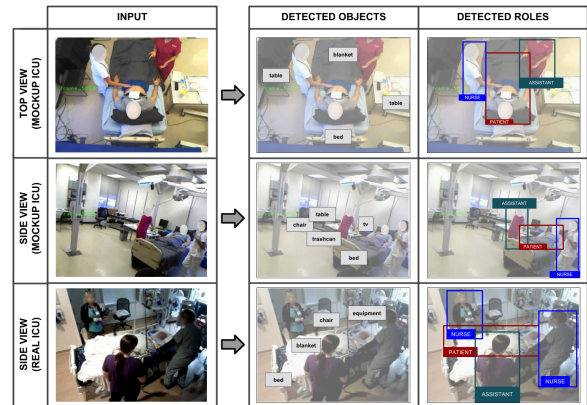 INPUT
DETECTED OBJECTS
DETECTED ROLES
TOP VIEW
(MOCKUP ICU)
blanket
table
table
bed
NURSE
ASSISTANT
PATIENT
SIDE VIEW
(MOCKUP ICU)
table
chair
tv
trashcan
bed
ASSISTANT
PATIENT
NURSE
SIDE VIEW
(REAL ICU)
equipment
chair
blanket
bed
NURSE
PATIENT
NURSE
ASSISTANT